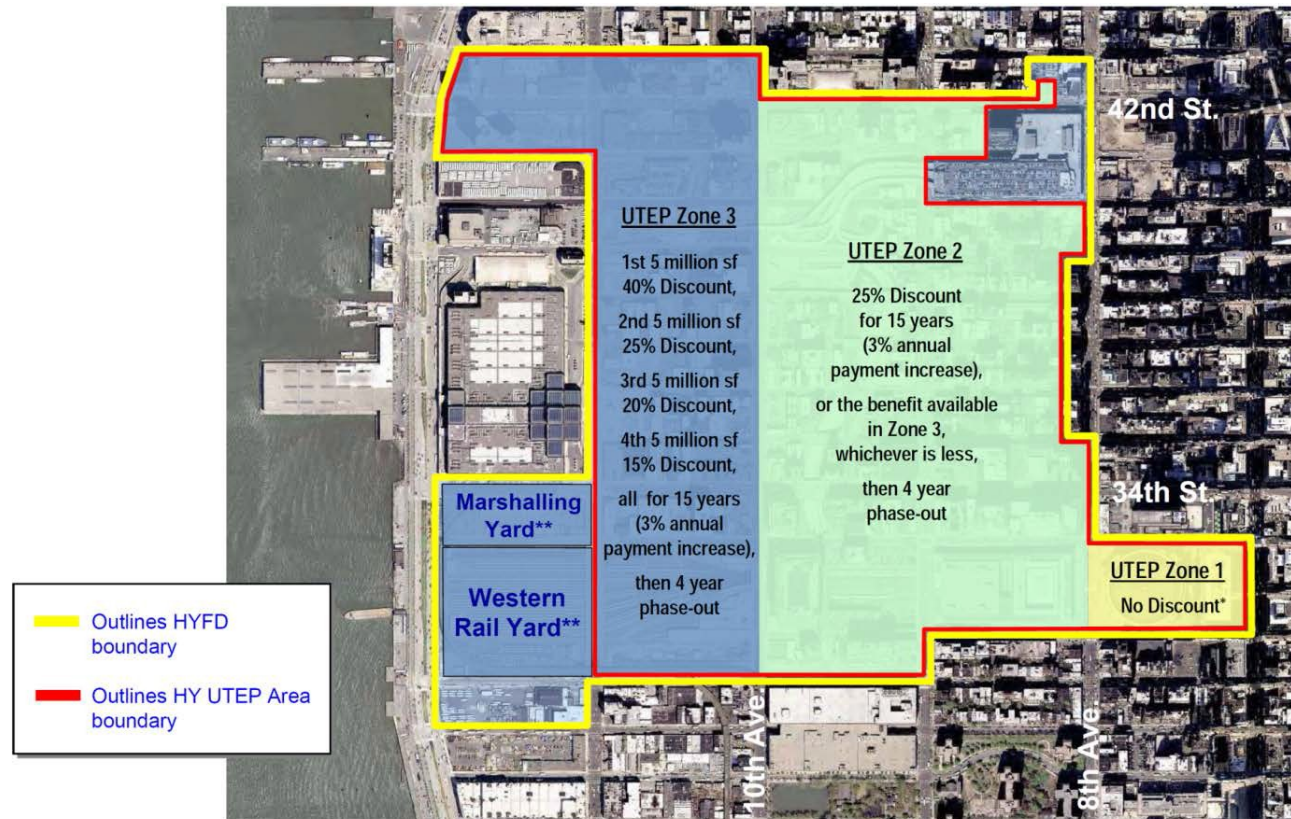 42nd St.
UTEP Zone 3
1st 5 million sf
40% Discount,
2nd 5 million sf
25% Discount,
3rd 5 million sf
20% Discount,
4th 5 million sf
15% Discount,
all for 15 years
(3% annual
payment increase),
then 4 year
phase-out
UTEP Zone 2
25% Discount
for 15 years
(3% annual
payment increase),
or the benefit available
in Zone 3,
whichever is less,
then 4 year
phase-out
34th St.
Marshalling
Yard**
Western
Rail Yard**
UTEP Zone 1
No Discount*
Outlines HYFD
boundary
Outlines HY UTEP Area
boundary
10th Ave.
8th Ave.